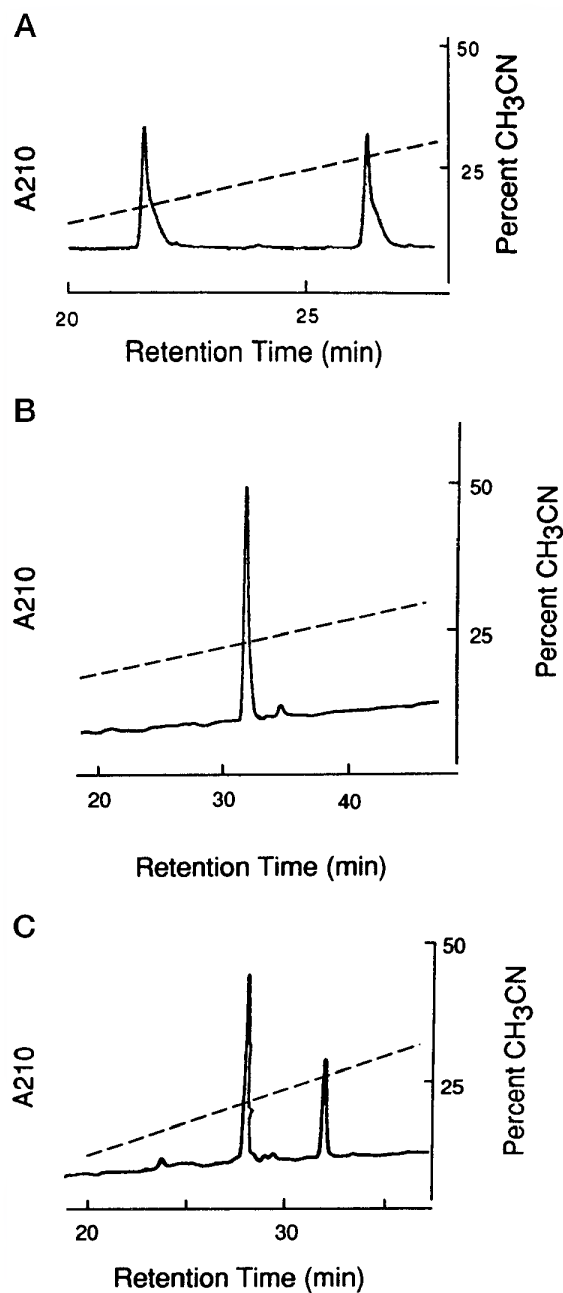 A
50
25
A210
Percent CH3CN
20
25
Retention Time (min)
B
50
25
A210
Percent CH3CN
20
30
40
Retention Time (min)
C
50
25
A210
Percent CH3CN
20
30
Retention Time (min)